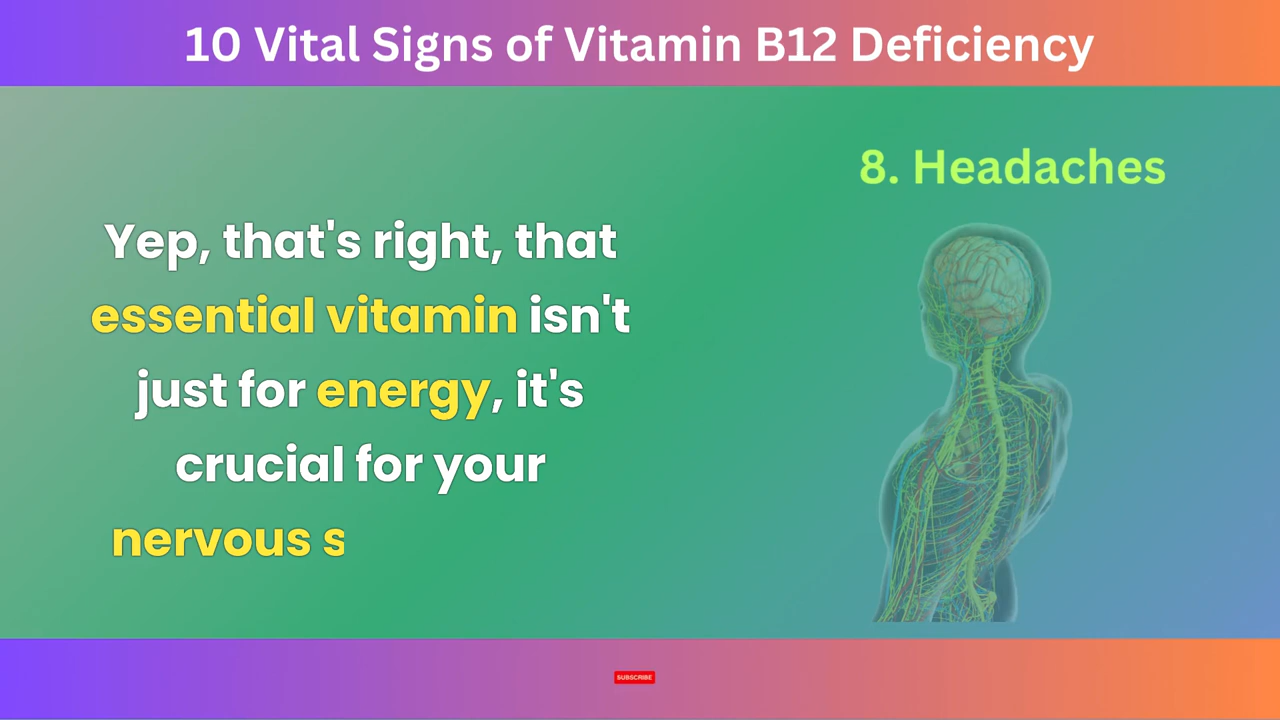 10 Vital Signs of Vitamin B12 Deficiency
8. Headaches
Yep, that's right, that
essential vitamin isn't
just for energy, it's
crucial for your
nervous s
SUBSCRIBE